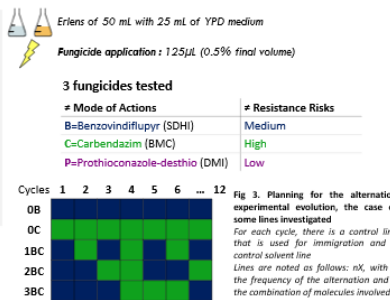 Erlens of 50 mL with 25 mL of YPD medium
Fungicide application : 125µL (0.5% final volume)
3 fungicides tested
≠ Mode of Actions ≠ Resistance Risks
B=Benzovindiflupyr (SDHI) Medium
C=Carbendazim (BMC) High
P=Prothioconazole-desthio (DMI) Low
Cycles 1 2 3 4 5 6 ... 12
0B
0C
1BC
2BC
3BC
Fig 3. Planning for the alternatio
experimental evolution, the case o
some lines investigated
For each cycle, there is a control lin
that is used for immigration and
control solvent line
Lines are noted as follows: nX, with
the frequency of the alternation and
the combination of molecules involved